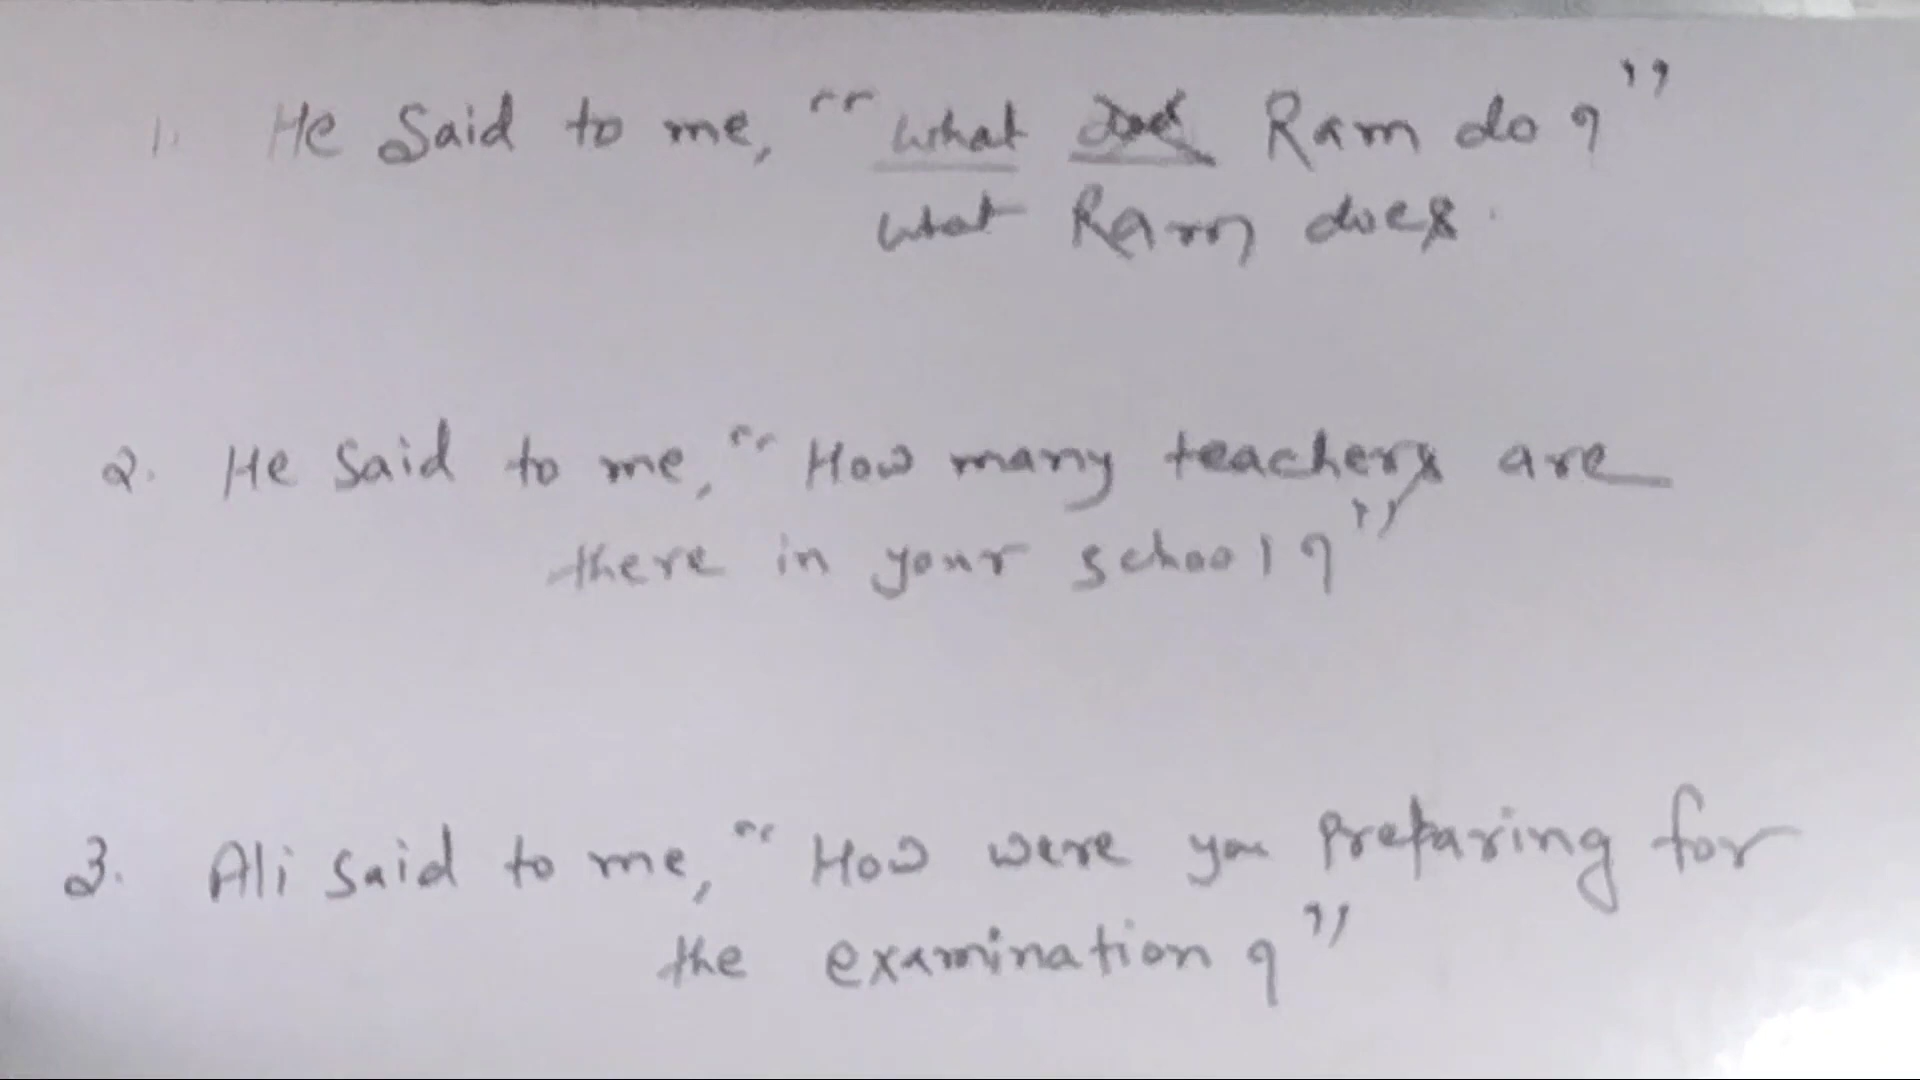 1. He Said to me, "what does Ram do?"
what Ram does.
2. He Said to me, "How many teachers are
there in your school?"
3. Ali Said to me, "How were you Preparing for
the examination?"